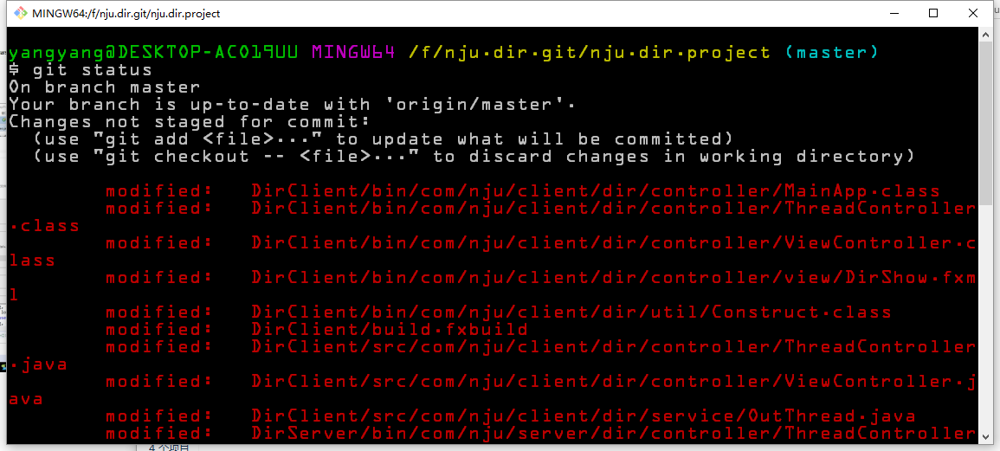 MINGW64:/f/nju.dir.git/nju.dir.project
yangyang@DESKTOP-AC019UU MINGW64 /f/nju.dir.git/nju.dir.project (master)
$ git status
On branch master
Your branch is up-to-date with 'origin/master'.
Changes not staged for commit:
  (use "git add <file>..." to update what will be committed)
  (use "git checkout -- <file>..." to discard changes in working directory)
        modified:   DirClient/bin/com/nju/client/dir/controller/MainApp.class
        modified:   DirClient/bin/com/nju/client/dir/controller/ThreadController
.class
        modified:   DirClient/bin/com/nju/client/dir/controller/ViewController.c
lass
        modified:   DirClient/bin/com/nju/client/dir/controller/view/DirShow.fxm
l
        modified:   DirClient/bin/com/nju/client/dir/util/Construct.class
        modified:   DirClient/build.fxbuild
        modified:   DirClient/src/com/nju/client/dir/controller/ThreadController
.java
        modified:   DirClient/src/com/nju/client/dir/controller/ViewController.j
ava
        modified:   DirClient/src/com/nju/client/dir/service/OutThread.java
        modified:   DirServer/bin/com/nju/server/dir/controller/ThreadController
4 个项目